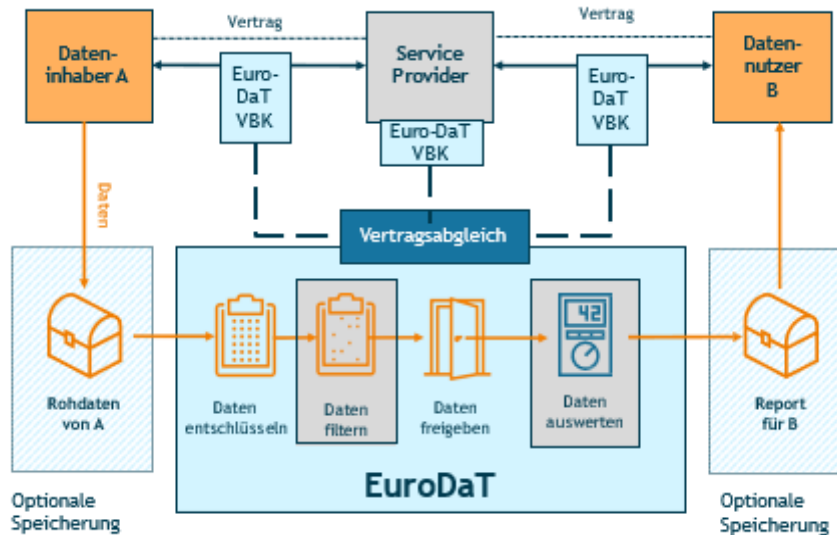 Vertrag
Vertrag
Daten-
inhaber A
Service
Provider
Daten-
nutzer
B
Euro-
DaT
VBK
Euro-DaT
VBK
Euro-
DaT
VBK
Daten
Vertragsabgleich
42
Rohdaten
von A
Daten
entschlüsseln
Daten
filtern
Daten
freigeben
Daten
auswerten
Report
für B
EuroDaT
Optionale
Speicherung
Optionale
Speicherung